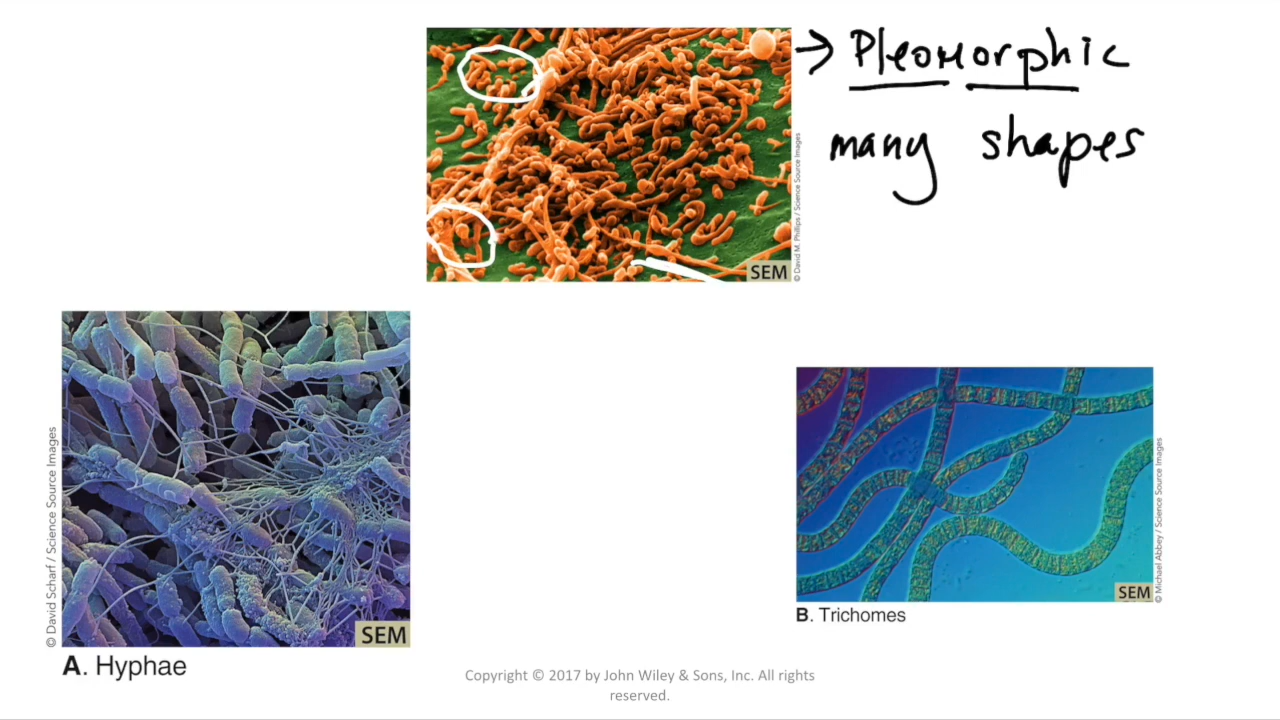 → Pleomorphic
many shapes
SEM
© David M. Phillips / Science Source Images
© David Scharf / Science Source Images
SEM
A. Hyphae
SEM
© Michael Abbey / Science Source Images
B. Trichomes
Copyright © 2017 by John Wiley & Sons, Inc. All rights
reserved.